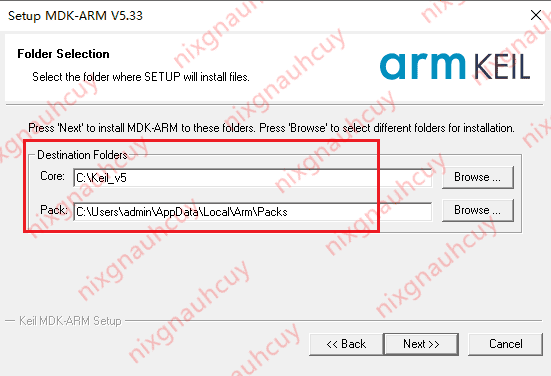 Setup MDK-ARM V5.33
Folder Selection
Select the folder where SETUP will install files.
arm KEIL
Press 'Next' to install MDK-ARM to these folders. Press 'Browse' to select different folders for installation.
Destination Folders
Core: C:\Keil_v5 Browse ...
Pack: C:\Users\admin\AppData\Local\Arm\Packs Browse ...
Keil MDK-ARM Setup
<< Back Next >> Cancel
nixgnauhcuy
nixgnauhcuy
nixgnauhcuy
nixgnauhcuy
nixgnauhcuy
nixgnauhcuy
nixgnauhcuy
nixgnauhcuy
nixgnauhcuy